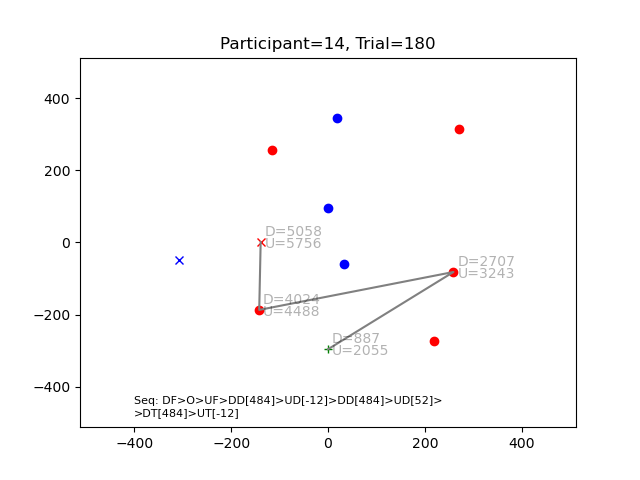 Participant=14, Trial=180
400
200
0
−200
−400
D=5058
U=5756
D=2707
U=3243
D=4024
U=4488
D=887
U=2055
Seq: DF>O>UF>DD[484]>UD[-12]>DD[484]>UD[52]>
>DT[484]>UT[-12]
−400
−200
0
200
400